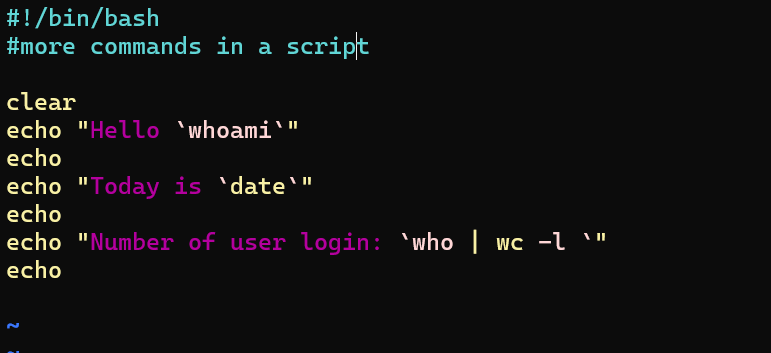 #!/bin/bash
#more commands in a script
clear
echo "Hello `whoami`"
echo
echo "Today is `date`"
echo
echo "Number of user login: `who | wc -l `"
echo
~
~